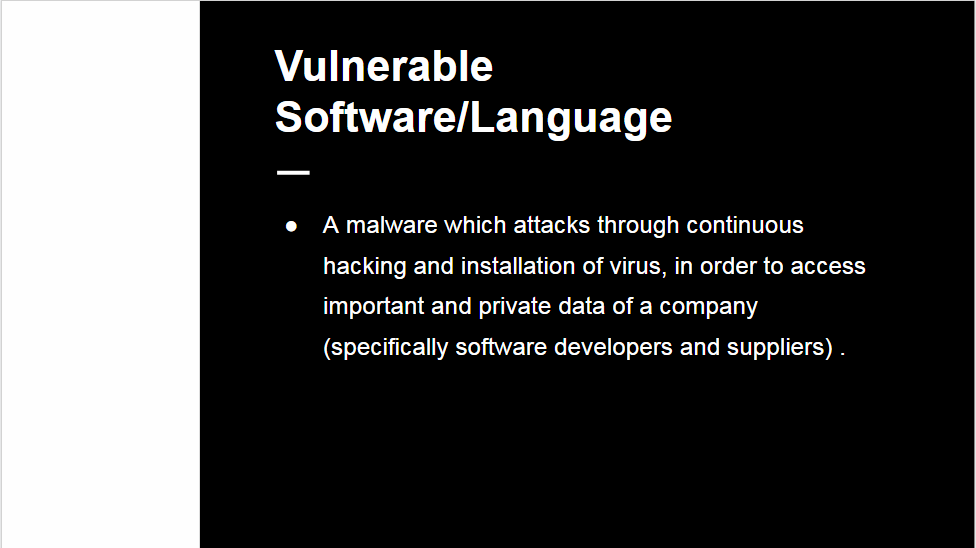 Vulnerable
Software/Language
● A malware which attacks through continuous
hacking and installation of virus, in order to access
important and private data of a company
(specifically software developers and suppliers) .